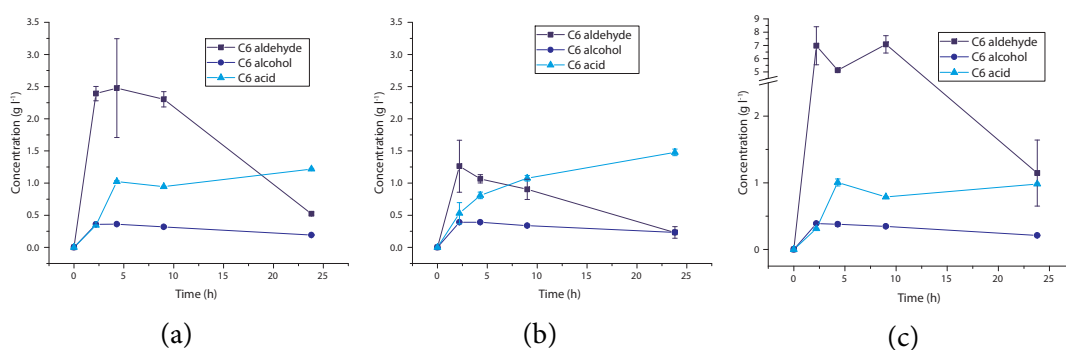 3.5
3.0
2.5
2.0
1.5
1.0
0.5
0.0
Concentration (g l⁻¹)
C6 aldehyde
C6 alcohol
C6 acid
0 5 10 15 20 25
Time (h)
(a)
3.5
3.0
2.5
2.0
1.5
1.0
0.5
0.0
Concentration (g l⁻¹)
C6 aldehyde
C6 alcohol
C6 acid
0 5 10 15 20 25
Time (h)
(b)
9
8
7
6
5
2
1
0
Concentration (g l⁻¹)
C6 aldehyde
C6 alcohol
C6 acid
0 5 10 15 20 25
Time (h)
(c)